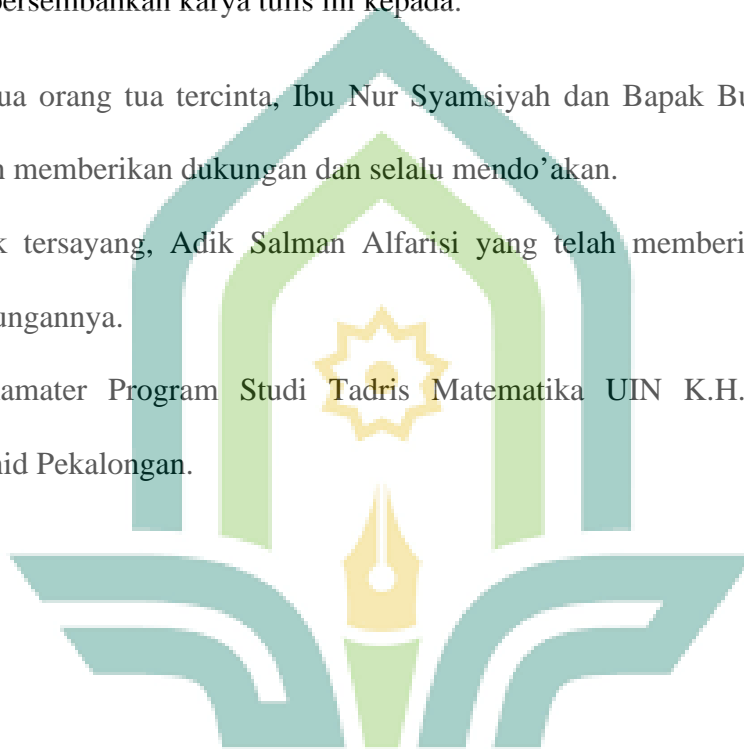 persembahkan karya tulis ini kepada:
ua orang tua tercinta, Ibu Nur Syamsiyah dan Bapak Bu
memberikan dukungan dan selalu mendo’akan.
k tersayang, Adik Salman Alfarisi yang telah memberi
ungannya.
amater Program Studi Tadris Matematika UIN K.H.
id Pekalongan.